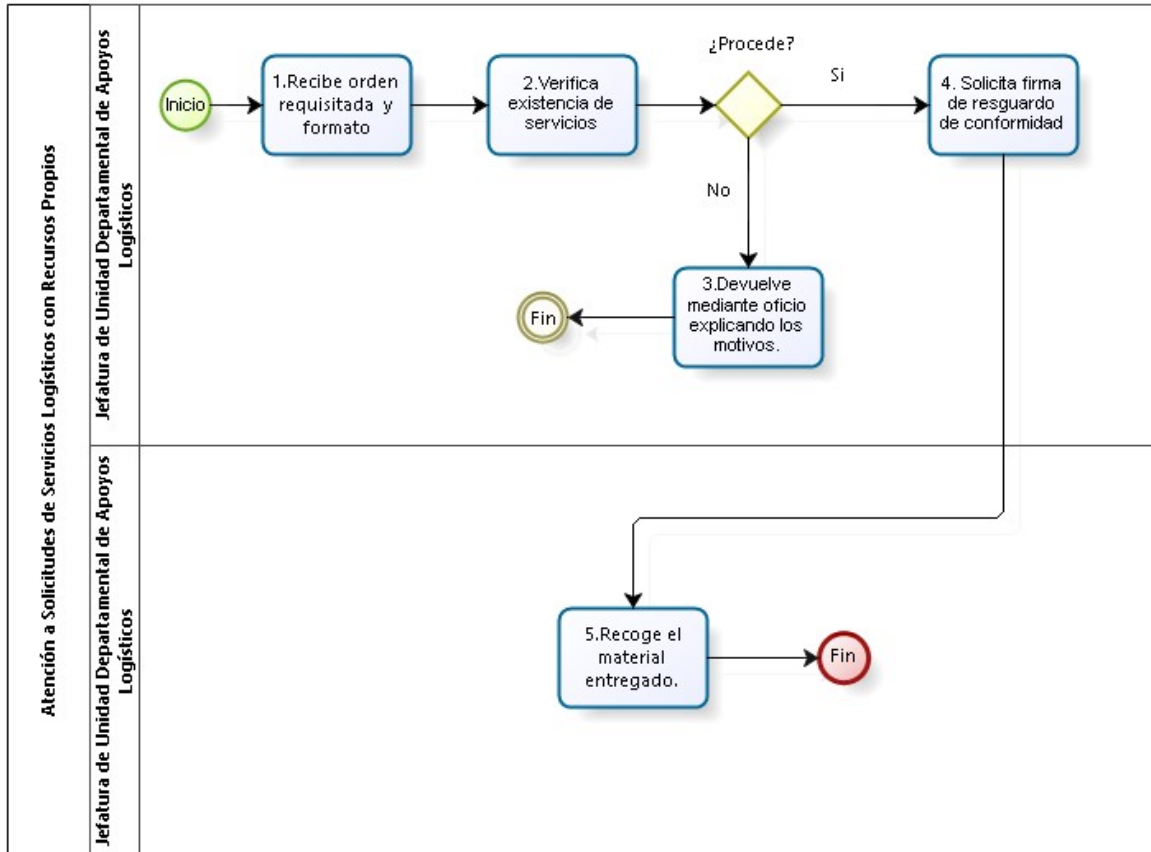 Atención a Solicitudes de Servicios Logísticos con Recursos Propios
Jefatura de Unidad Departamental de Apoyos
Logísticos
Inicio
1.Recibe orden
requisitada y
formato
2.Verifica
existencia de
servicios
¿Procede?
Si
4. Solicita firma
de resguardo
de conformidad
No
3.Devuelve
mediante oficio
explicando los
motivos.
Fin
Jefatura de Unidad Departamental de Apoyos
Logísticos
5.Recoge el
material
entregado.
Fin